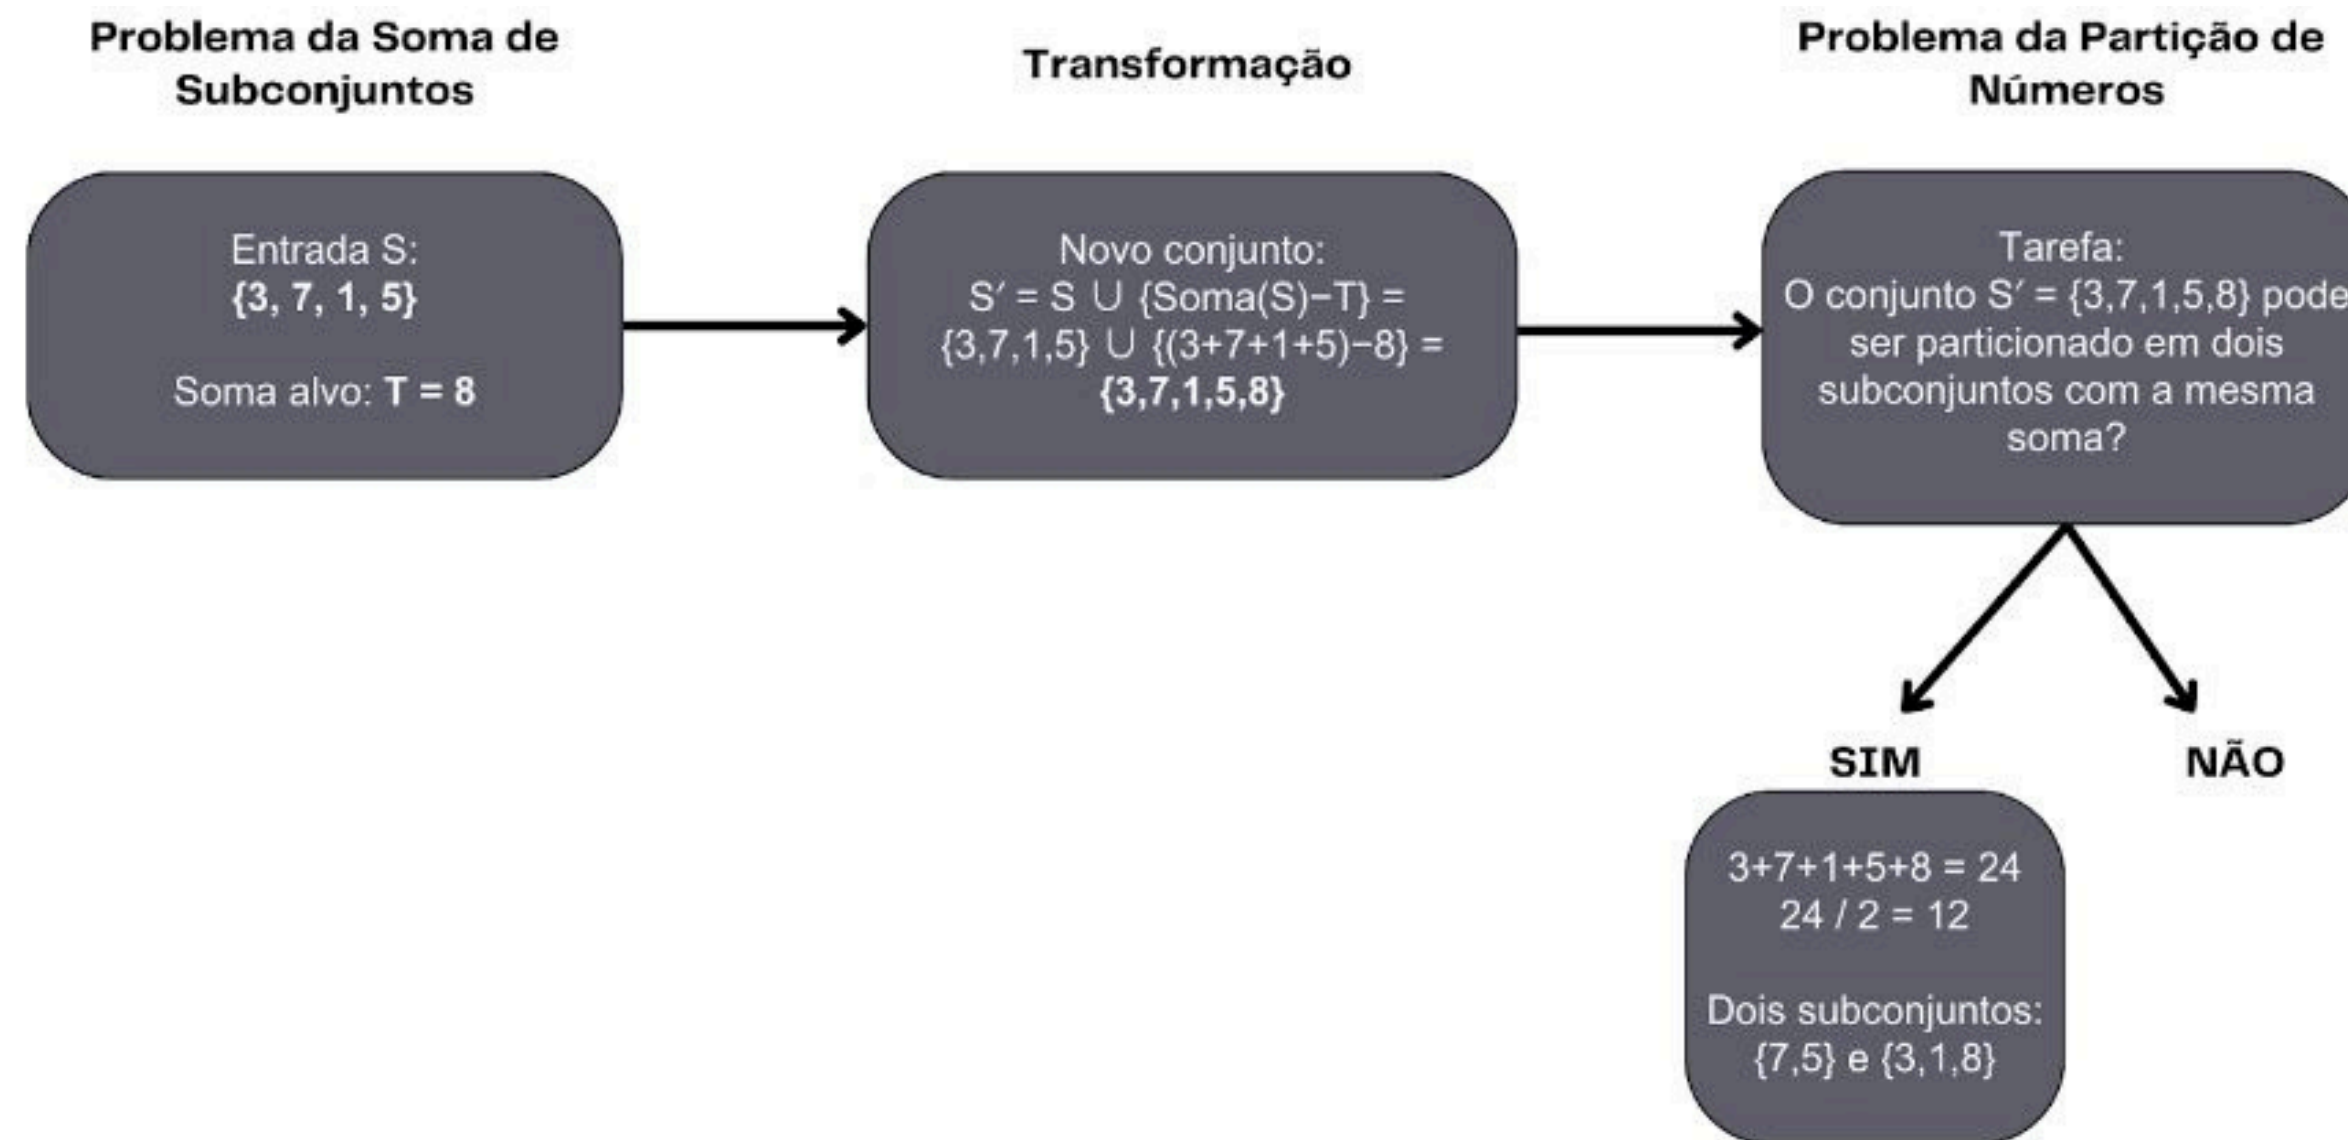 Problema da Soma de
Subconjuntos
Transformação
Problema da Partição de
Números
Entrada S:
{3, 7, 1, 5}
Soma alvo: T = 8
Novo conjunto:
S′ = S ∪ {Soma(S)−T} =
{3,7,1,5} ∪ {(3+7+1+5)−8} =
{3,7,1,5,8}
Tarefa:
O conjunto S′ = {3,7,1,5,8} pode
ser particionado em dois
subconjuntos com a mesma
soma?
SIM
NÃO
3+7+1+5+8 = 24
24 / 2 = 12
Dois subconjuntos:
{7,5} e {3,1,8}